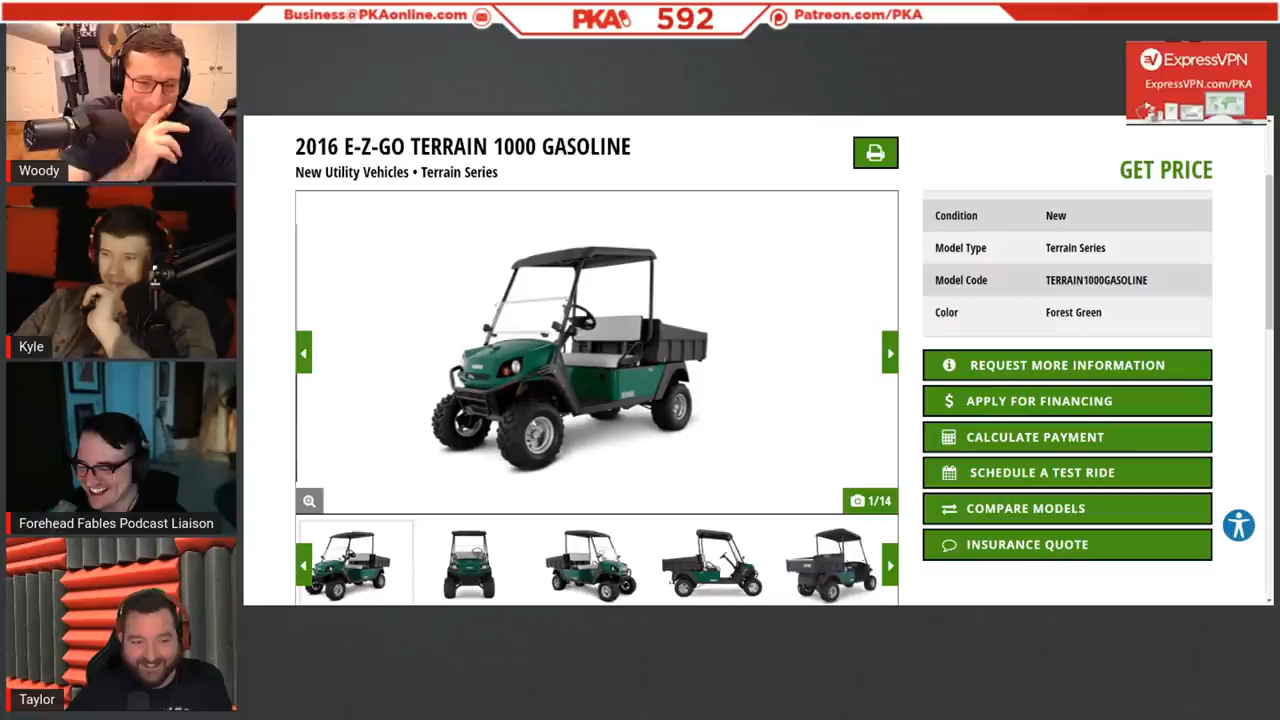 Business@PKAonline.com
PKA 592
Patreon.com/PKA
ExpressVPN
ExpressVPN.com/PKA
Woody
Kyle
Forehead Fables Podcast Liaison
Taylor
2016 E-Z-GO TERRAIN 1000 GASOLINE
New Utility Vehicles • Terrain Series
1/14
GET PRICE
Condition New
Model Type Terrain Series
Model Code TERRAIN1000GASOLINE
Color Forest Green
REQUEST MORE INFORMATION
$ APPLY FOR FINANCING
CALCULATE PAYMENT
SCHEDULE A TEST RIDE
COMPARE MODELS
INSURANCE QUOTE